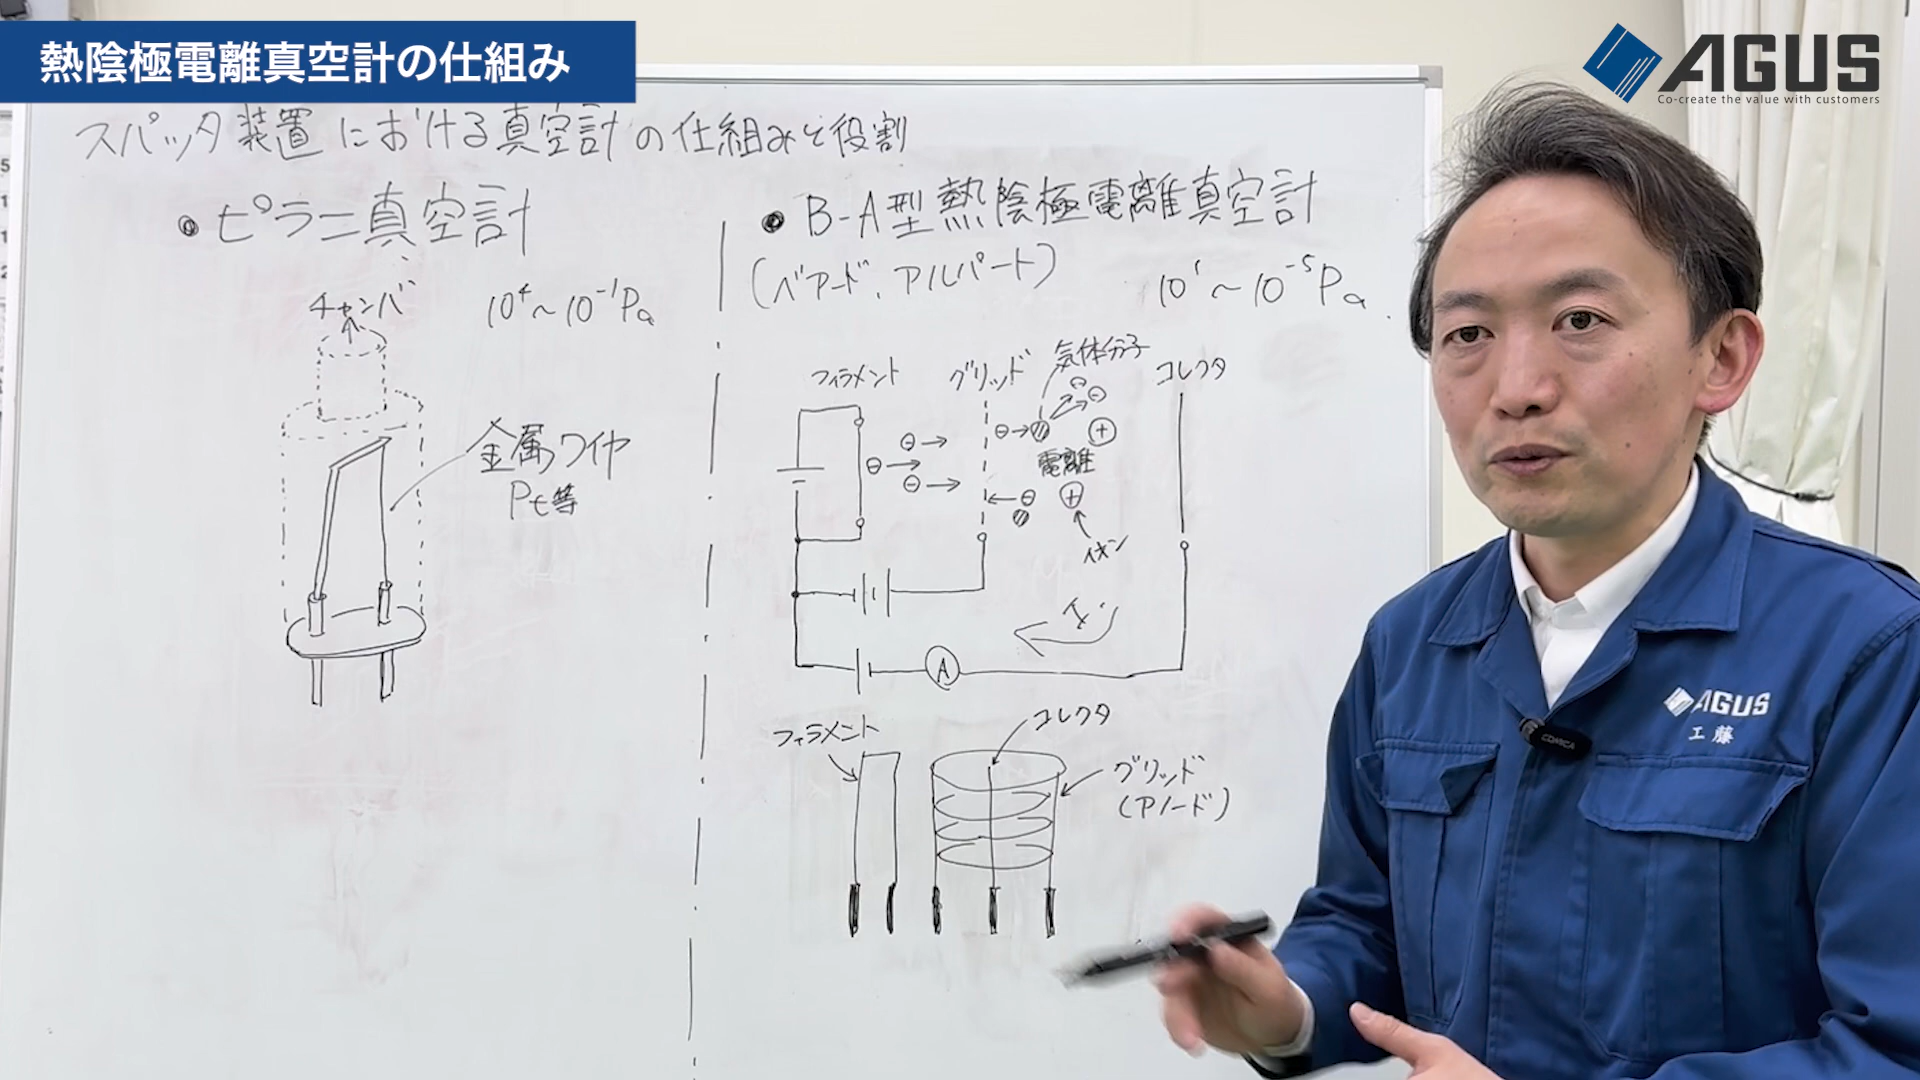 熱陰極電離真空計の仕組み
AGUS
Co-create the value with customers
スパッタ装置における真空計の仕組みと役割
・ピラニ真空計
チャンバへ
10⁴～10⁻¹Pa
金属ワイヤ
Pt等
・B-A型熱陰極電離真空計
(ベアード、アルパート)
10¹～10⁻⁵Pa
フィラメント
グリッド
気体分子
コレクタ
⊖→
⊖
⊖
⊖→
⊖→
⊖→
⊕
電離
←⊖
⊕
イオン
A
フィラメント
コレクタ
グリッド
(アノード)
AGUS
工藤
COMICA